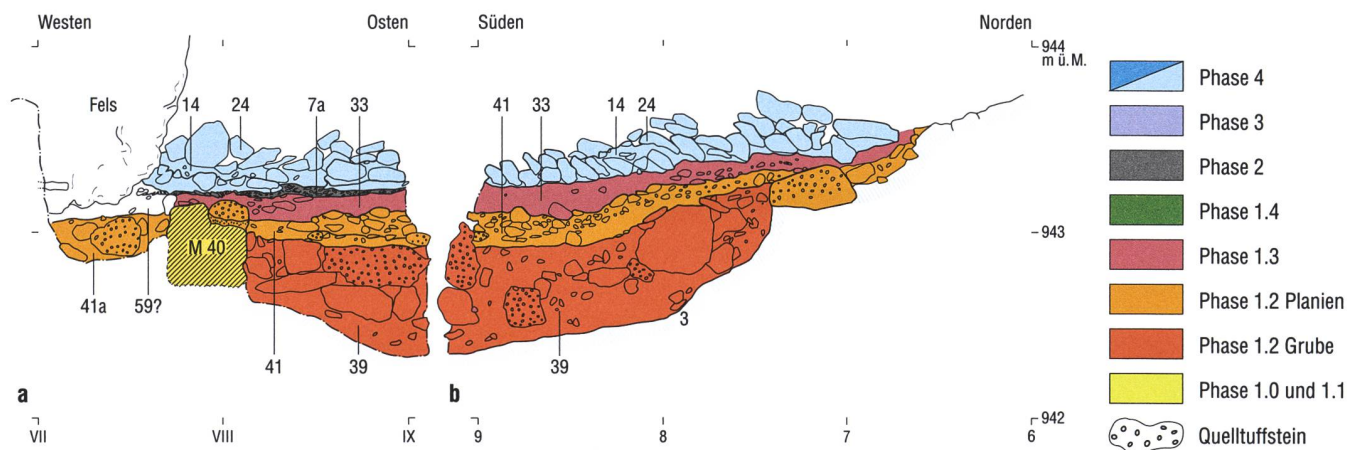 Westen Osten Süden Norden
944
m ü. M.
Fels 14 24 7a 33 41 33 14 24
943
M 40
41a 59? 3
41 39 39
a b
942
VII VIII IX 9 8 7 6
Phase 4
Phase 3
Phase 2
Phase 1.4
Phase 1.3
Phase 1.2 Planien
Phase 1.2 Grube
Phase 1.0 und 1.1
Quelltuffstein